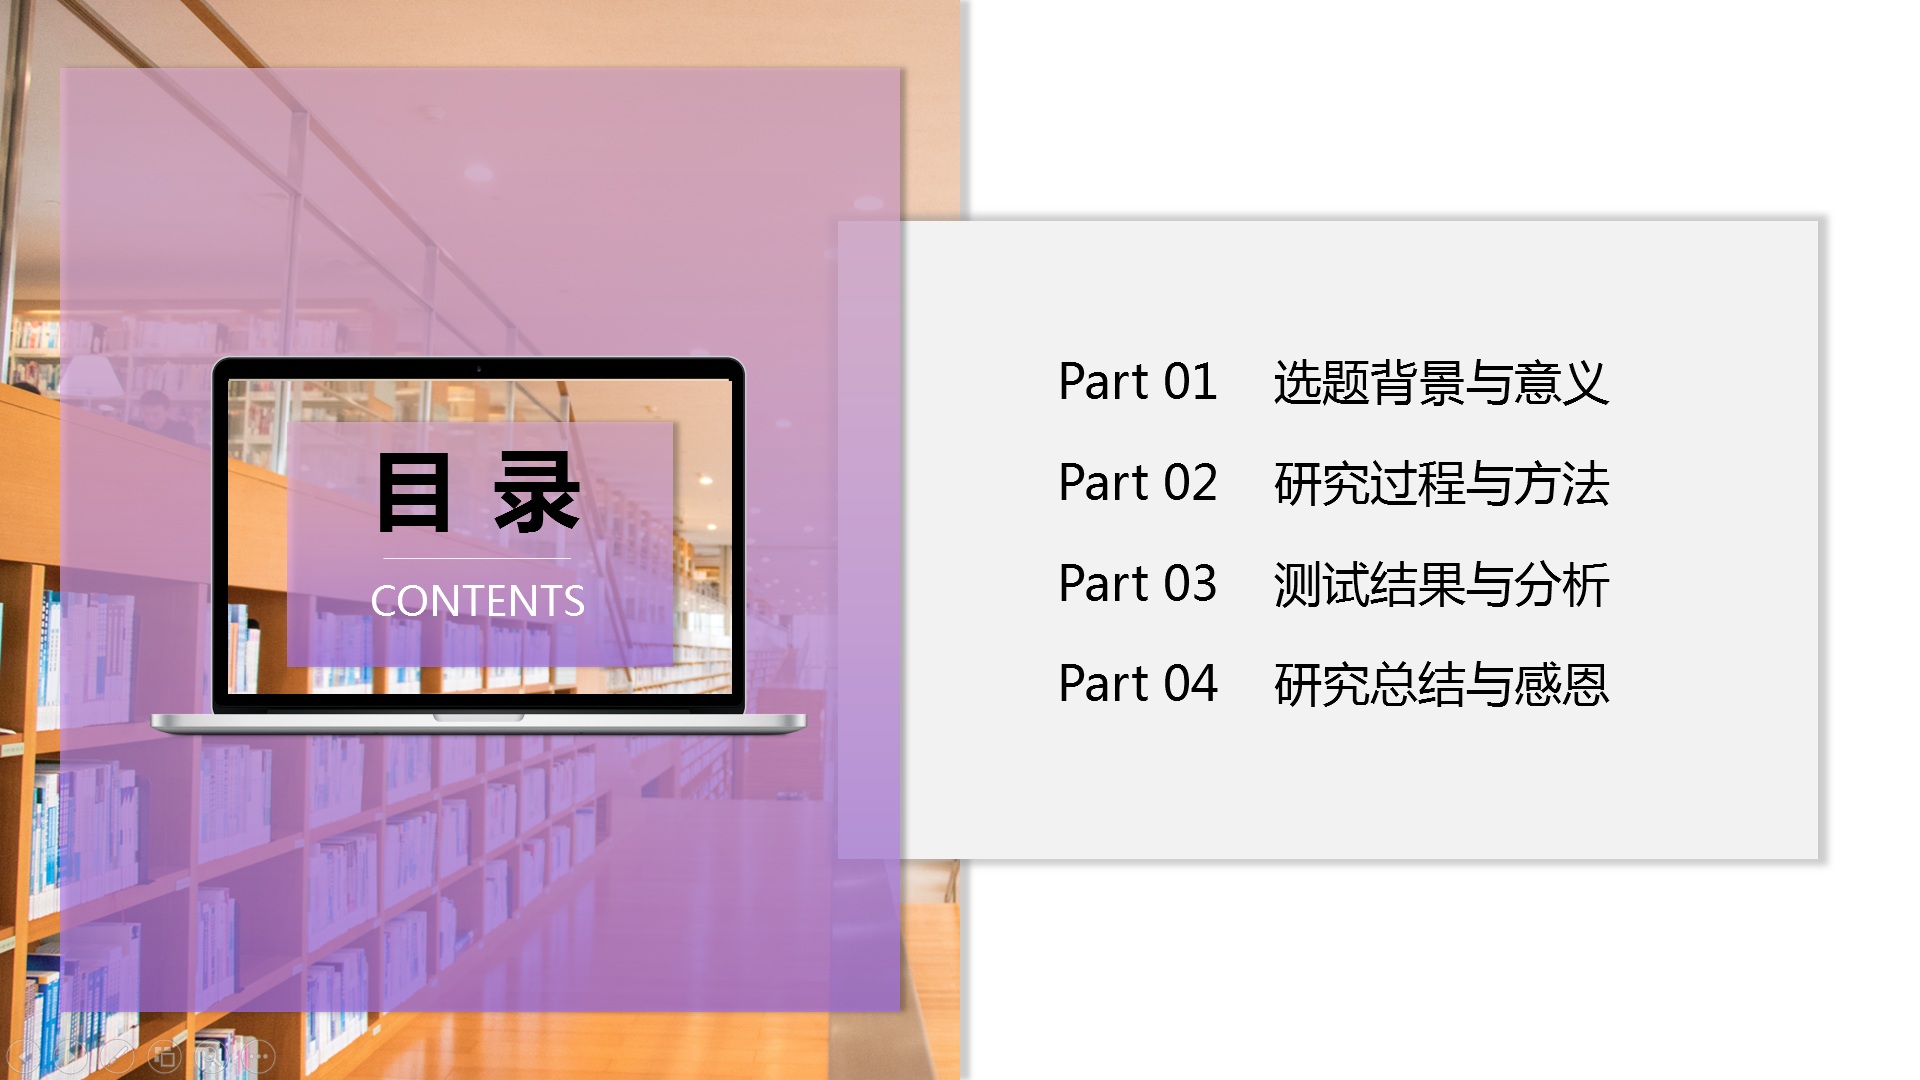 目 录
CONTENTS
Part 01 选题背景与意义
Part 02 研究过程与方法
Part 03 测试结果与分析
Part 04 研究总结与感恩